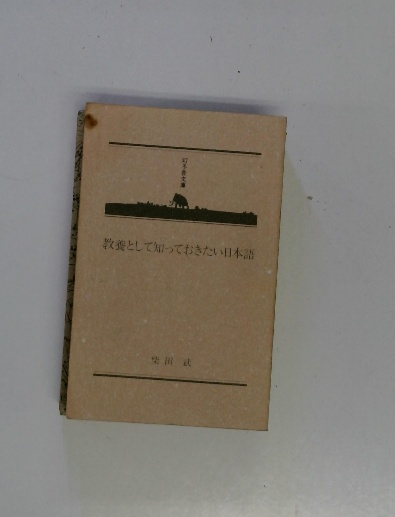 幻冬舎文庫
教養として知っておきたい日本語
柴田 武